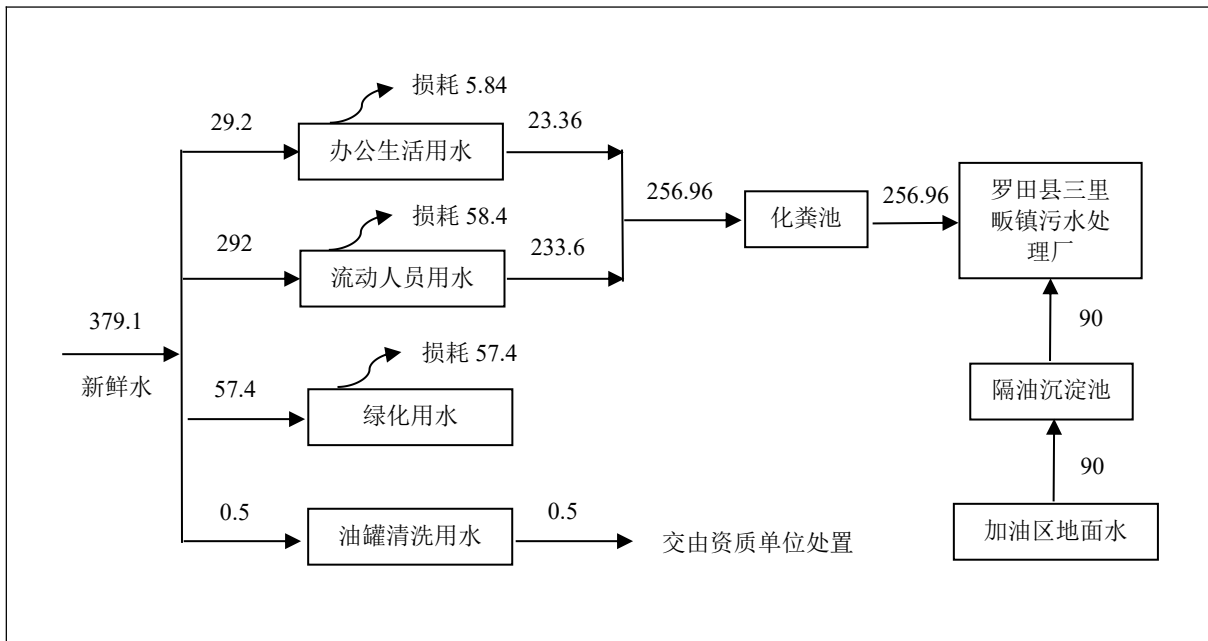 损耗 5.84
29.2
办公生活用水
23.36
256.96
化粪池
256.96
罗田县三里
畈镇污水处
理厂
损耗 58.4
292
流动人员用水
233.6
379.1
新鲜水
损耗 57.4
57.4
绿化用水
90
隔油沉淀池
90
0.5
油罐清洗用水
0.5
交由资质单位处置
加油区地面水